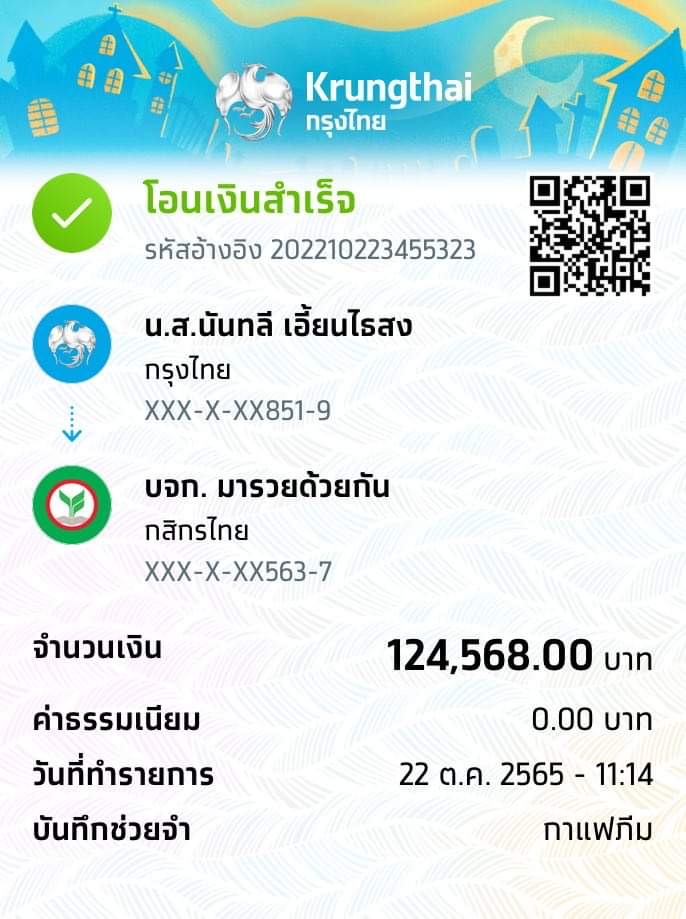 Krungthai
กรุงไทย
โอนเงินสำเร็จ
รหัสอ้างอิง 202210223455323
น.ส.นันทลี เอี้ยนไธสง
กรุงไทย
XXX-X-XX851-9
บจก. มารวยด้วยกัน
กสิกรไทย
XXX-X-XX563-7
จำนวนเงิน 124,568.00 บาท
ค่าธรรมเนียม 0.00 บาท
วันที่ทำรายการ 22 ต.ค. 2565 - 11:14
บันทึกช่วยจำ กาแฟภีม